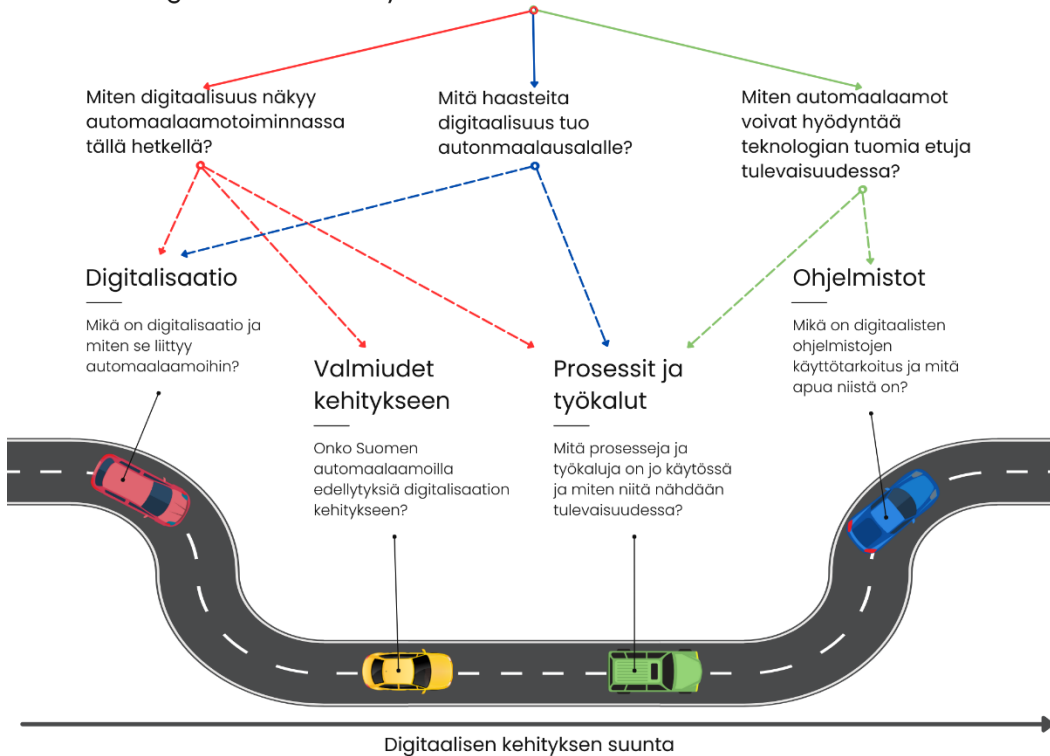 Miten digitaalisuus näkyy
automaalaamotoiminnassa
tällä hetkellä?
Mitä haasteita
digitaalisuus tuo
autonmaalausalalle?
Miten automaalaamot
voivat hyödyntää
teknologian tuomia etuja
tulevaisuudessa?
Digitalisaatio
Mikä on digitalisaatio ja
miten se liittyy
automaalaamoihin?
Valmiudet
kehitykseen
Onko Suomen
automaalaamoilla
edellytyksiä digitalisaation
kehitykseen?
Prosessit ja
työkalut
Mitä prosesseja ja
työkaluja on jo käytössä
ja miten niitä nähdään
tulevaisuudessa?
Ohjelmistot
Mikä on digitaalisten
ohjelmistojen
käyttötarkoitus ja mitä
apua niistä on?
Digitaalisen kehityksen suunta